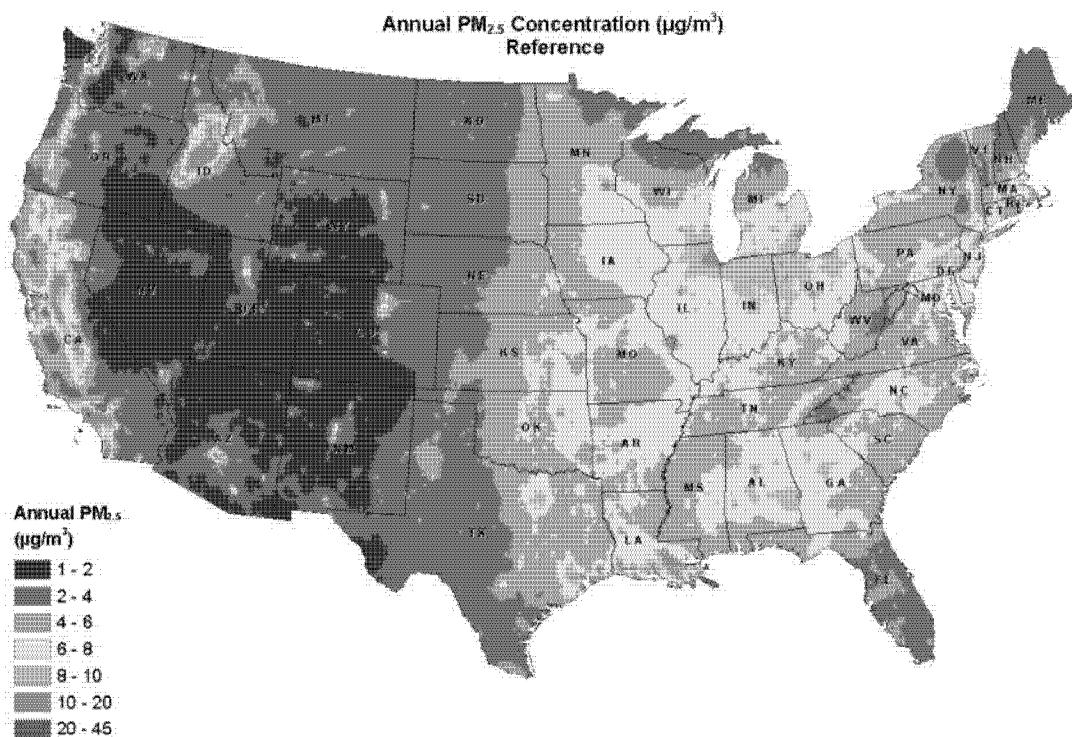 Annual PM2.5 Concentration (µg/m³)
Reference
WA
MT
ND
MN
ME
OR
ID
SD
WI
MI
NY
VT
NH
MA
CT
RI
WY
NE
IA
PA
NJ
NV
IL
IN
OH
DE
MD
CA
KS
MO
WV
VA
KY
AZ
NM
OK
AR
TN
NC
SC
TX
LA
MS
AL
GA
FL
Annual PM2.5
(µg/m³)
1 - 2
2 - 4
4 - 6
6 - 8
8 - 10
10 - 20
20 - 45